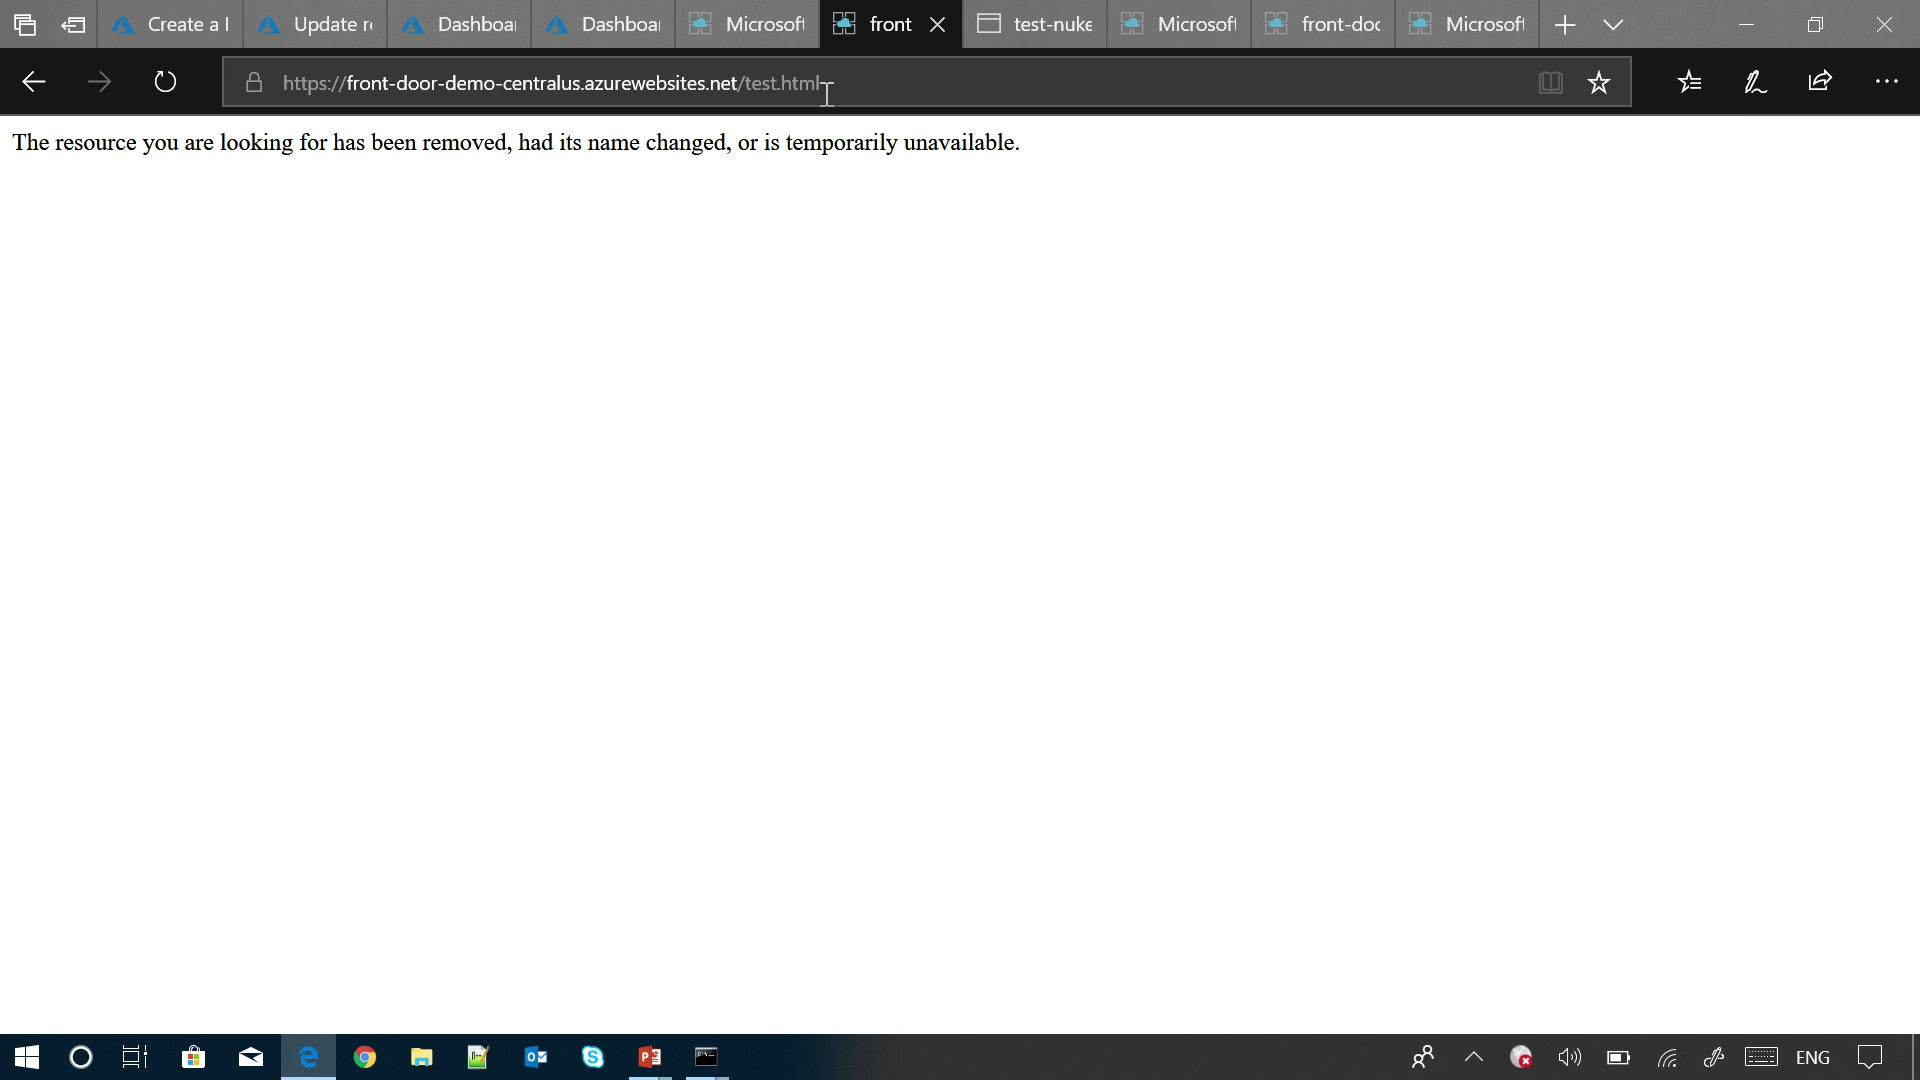 Create a l
Update r
Dashboa
Dashboa
Microsoft
front
test-nuke
Microsoft
front-doc
Microsoft
https://front-door-demo-centralus.azurewebsites.net/test.html
The resource you are looking for has been removed, had its name changed, or is temporarily unavailable.
ENG